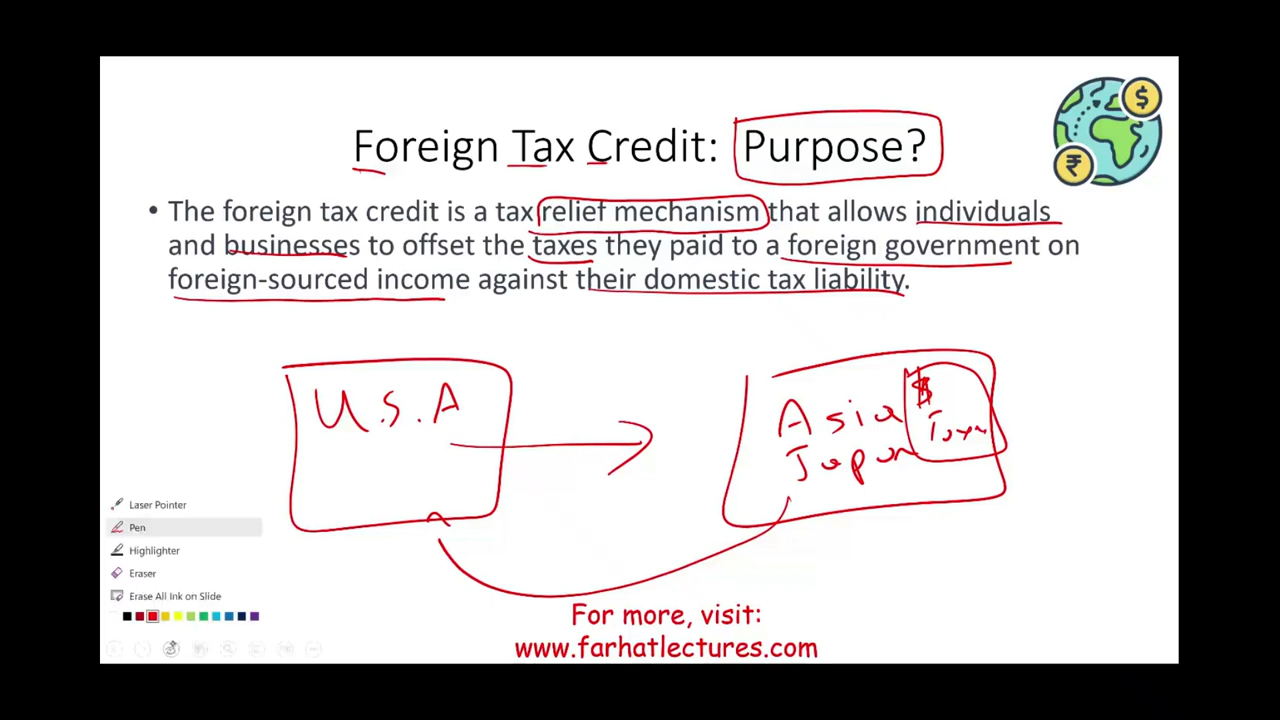 Foreign Tax Credit: Purpose?
• The foreign tax credit is a tax relief mechanism that allows individuals
and businesses to offset the taxes they paid to a foreign government on
foreign-sourced income against their domestic tax liability.
U.S.A
Asia
$
Japan
Laser Pointer
Pen
Highlighter
Eraser
Erase All Ink on Slide
For more, visit:
www.farhatlectures.com